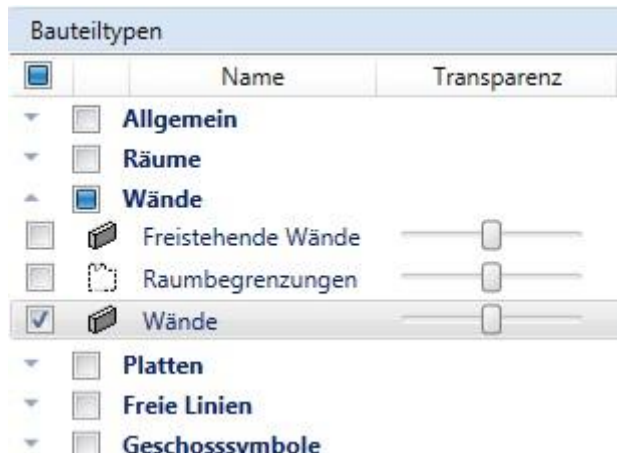 Bauteiltypen
Name Transparenz
Allgemein
Räume
Wände
Freistehende Wände
Raumbegrenzungen
Wände
Platten
Freie Linien
Geschosssymbole